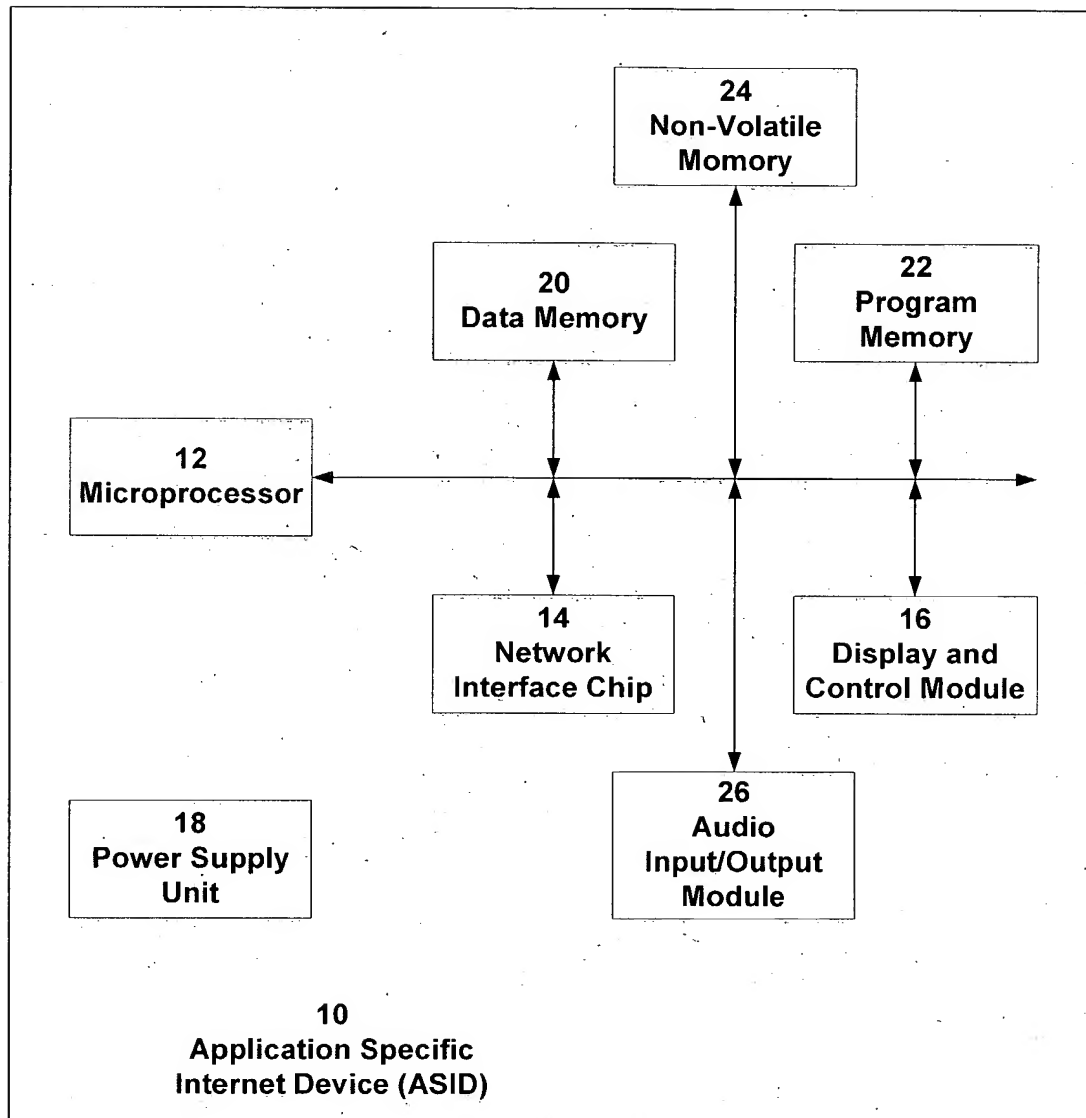 24
Non-Volatile
Momory
20
Data Memory
22
Program
Memory
12
Microprocessor
14
Network
Interface Chip
16
Display and
Control Module
18
Power Supply
Unit
26
Audio
Input/Output
Module
10
Application Specific
Internet Device (ASID)